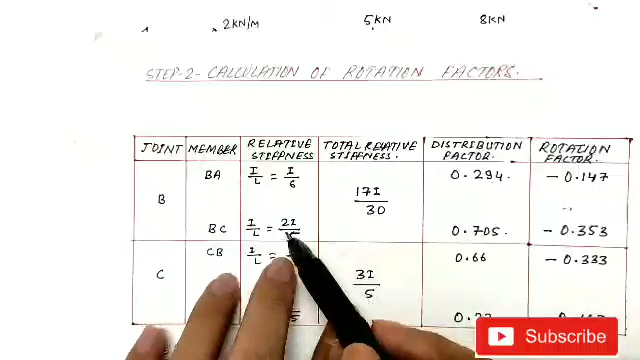 2KN/M 5KN 8KN
STEP-2- CALCULATION OF ROTATION FACTORS.
JOINT MEMBER RELATIVE STIFFNESS TOTAL RELATIVE STIFFNESS. DISTRIBUTION FACTOR ROTATION FACTOR.
B BA I/L = I/6 17I/30 0.294 -0.147
BC I/L = 2I/5 0.705 -0.353
C CB I/L = 3I/5 0.66 -0.333
Subscribe